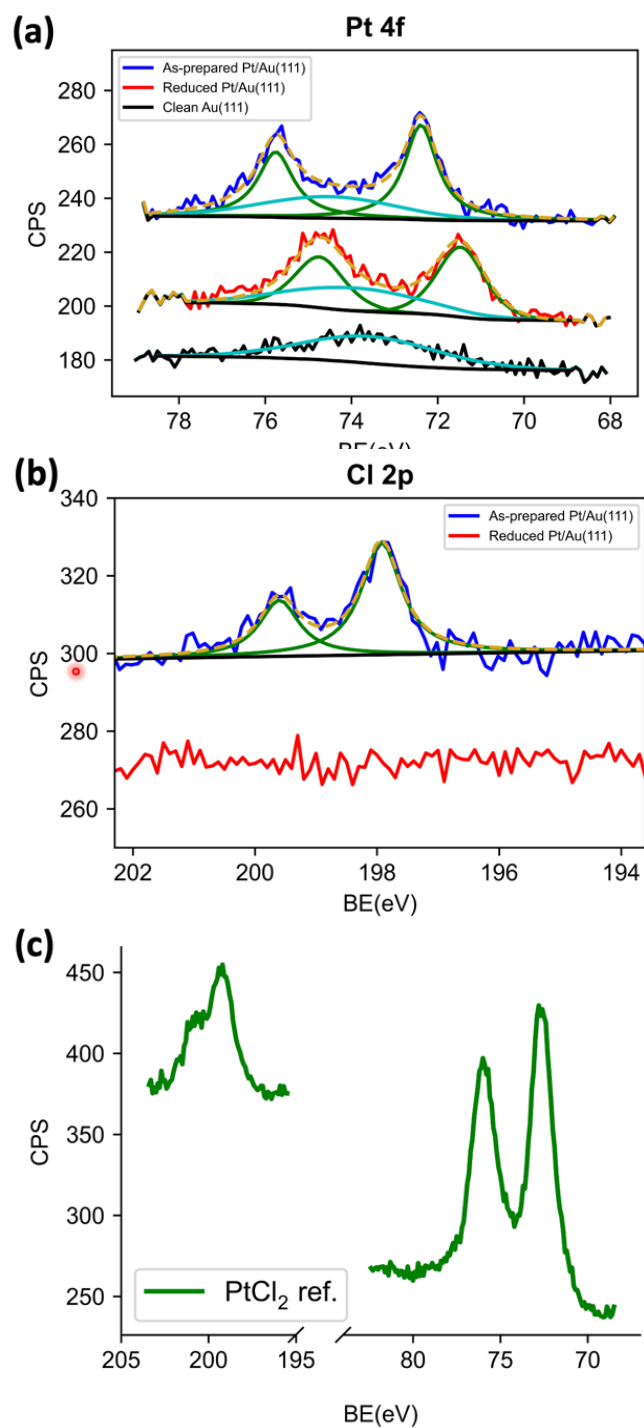 (a)
Pt 4f
As-prepared Pt/Au(111)
Reduced Pt/Au(111)
Clean Au(111)
280
260
240
220
200
180
CPS
78 76 74 72 70 68
BE(eV)
(b)
Cl 2p
As-prepared Pt/Au(111)
Reduced Pt/Au(111)
340
320
300
280
260
CPS
202 200 198 196 194
BE(eV)
(c)
450
400
350
300
250
CPS
PtCl₂ ref.
205 200 195 80 75 70
BE(eV)